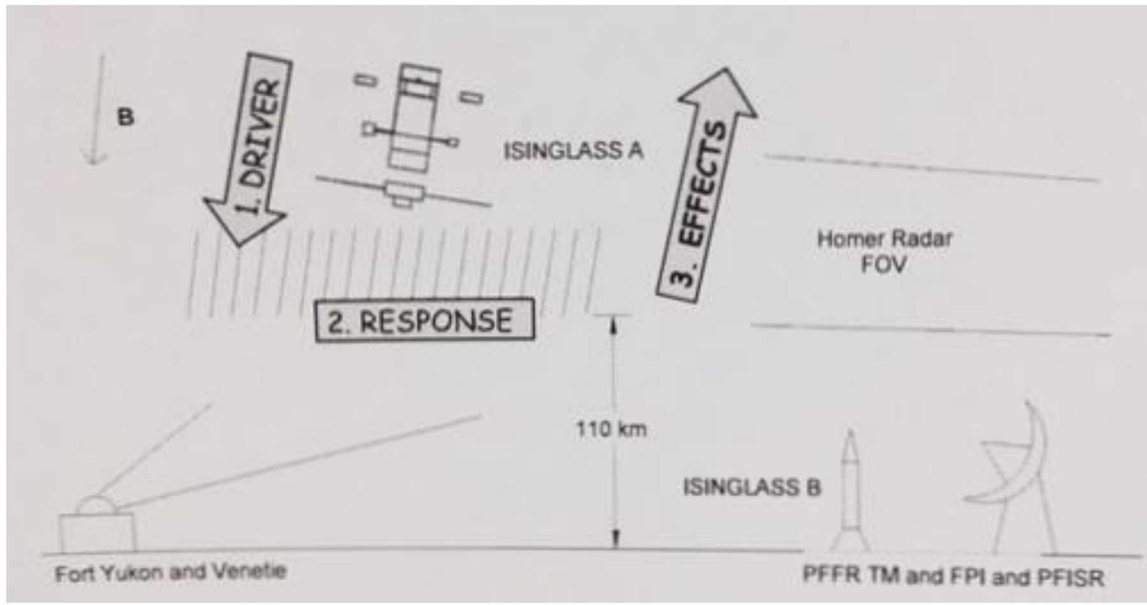 B
1. DRIVER
ISINGLASS A
3. EFFECTS
Homer Radar
FOV
2. RESPONSE
110 km
ISINGLASS B
Fort Yukon and Venetie
PFFR TM and FPI and PFISR